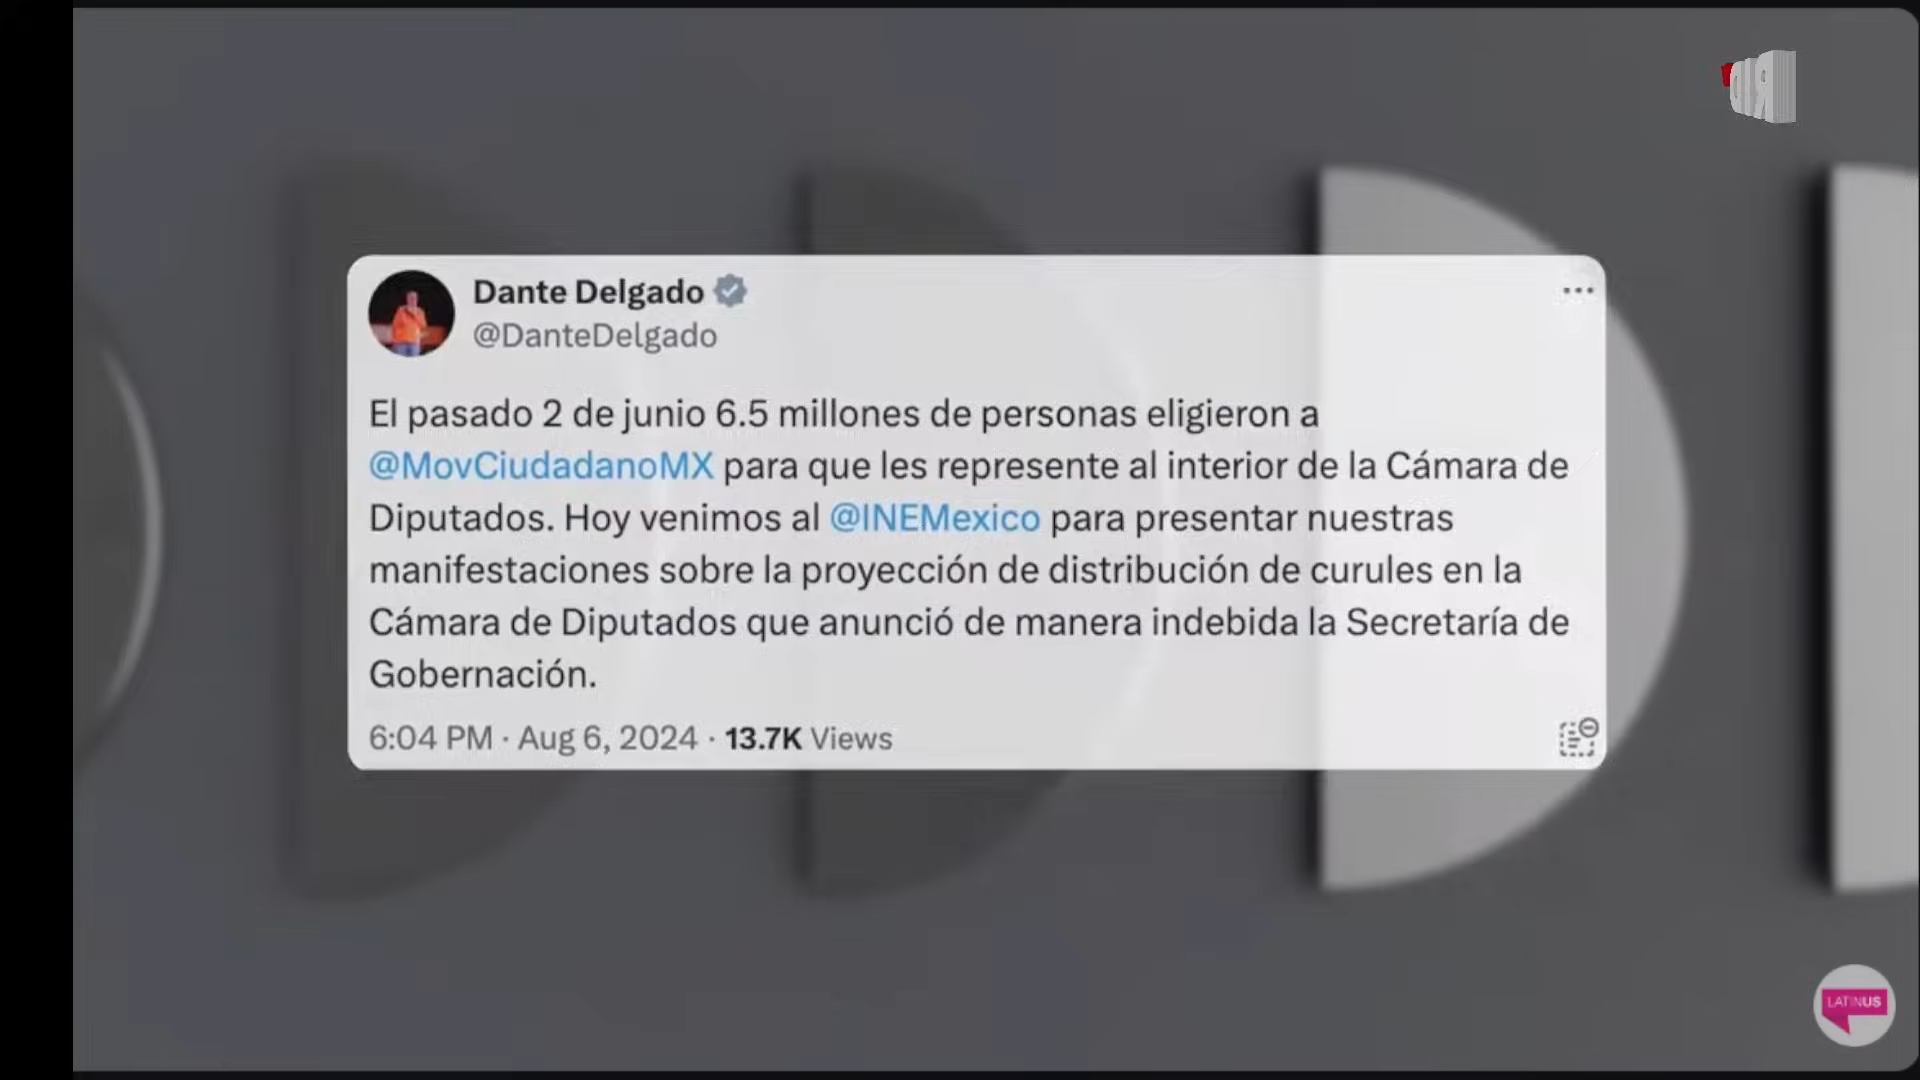 Dante Delgado
@DanteDelgado
El pasado 2 de junio 6.5 millones de personas eligieron a
@MovCiudadanoMX para que les represente al interior de la Cámara de
Diputados. Hoy venimos al @INEMexico para presentar nuestras
manifestaciones sobre la proyección de distribución de curules en la
Cámara de Diputados que anunció de manera indebida la Secretaría de
Gobernación.
6:04 PM · Aug 6, 2024 · 13.7K Views
LATINUS